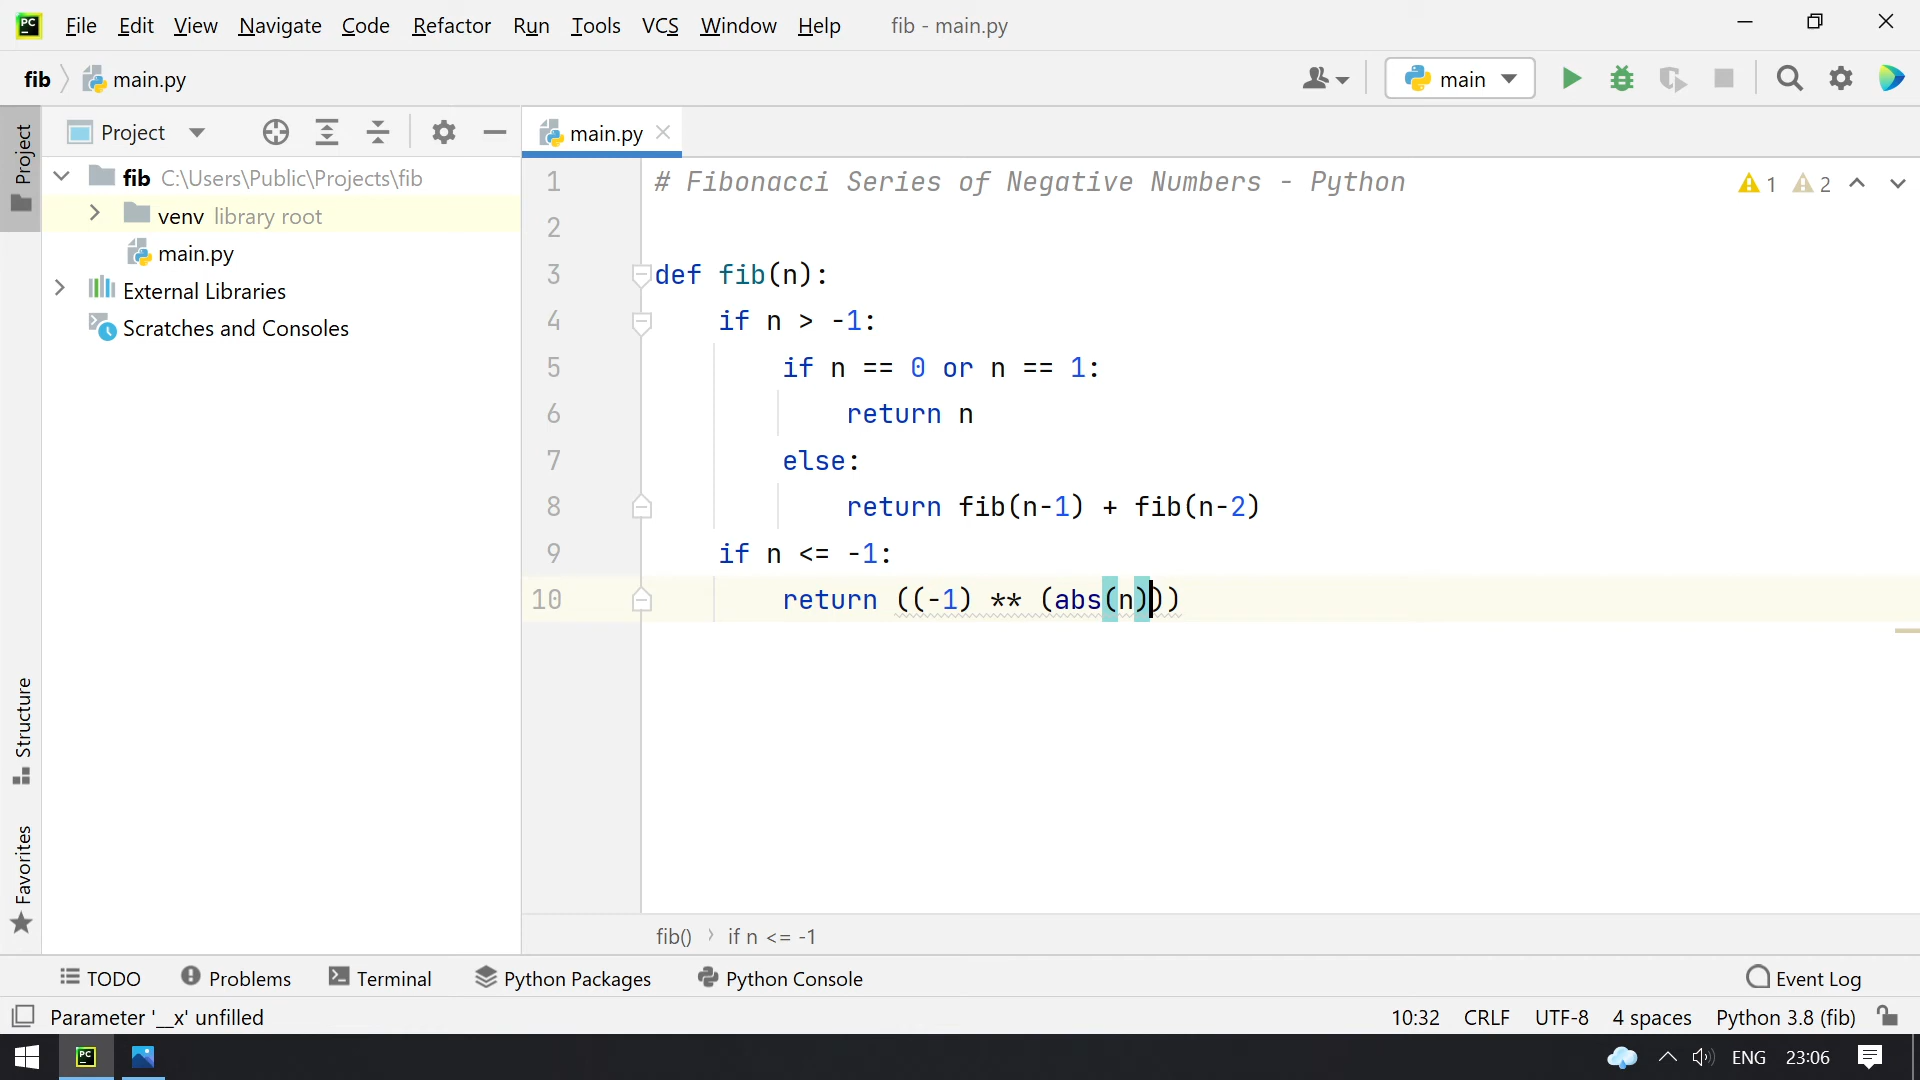 PC File Edit View Navigate Code Refactor Run Tools VCS Window Help fib - main.py
fib main.py main
Project Project main.py
fib C:\Users\Public\Projects\fib
venv library root
main.py
External Libraries
Scratches and Consoles
1 # Fibonacci Series of Negative Numbers - Python 1 2
2
3 def fib(n):
4 if n > -1:
5 if n == 0 or n == 1:
6 return n
7 else:
8 return fib(n-1) + fib(n-2)
9 if n <= -1:
10 return ((-1) ** (abs(n)))
Structure
Favorites
fib() if n <= -1
TODO Problems Terminal Python Packages Python Console Event Log
Parameter '__x' unfilled 10:32 CRLF UTF-8 4 spaces Python 3.8 (fib)
PC ENG 23:06